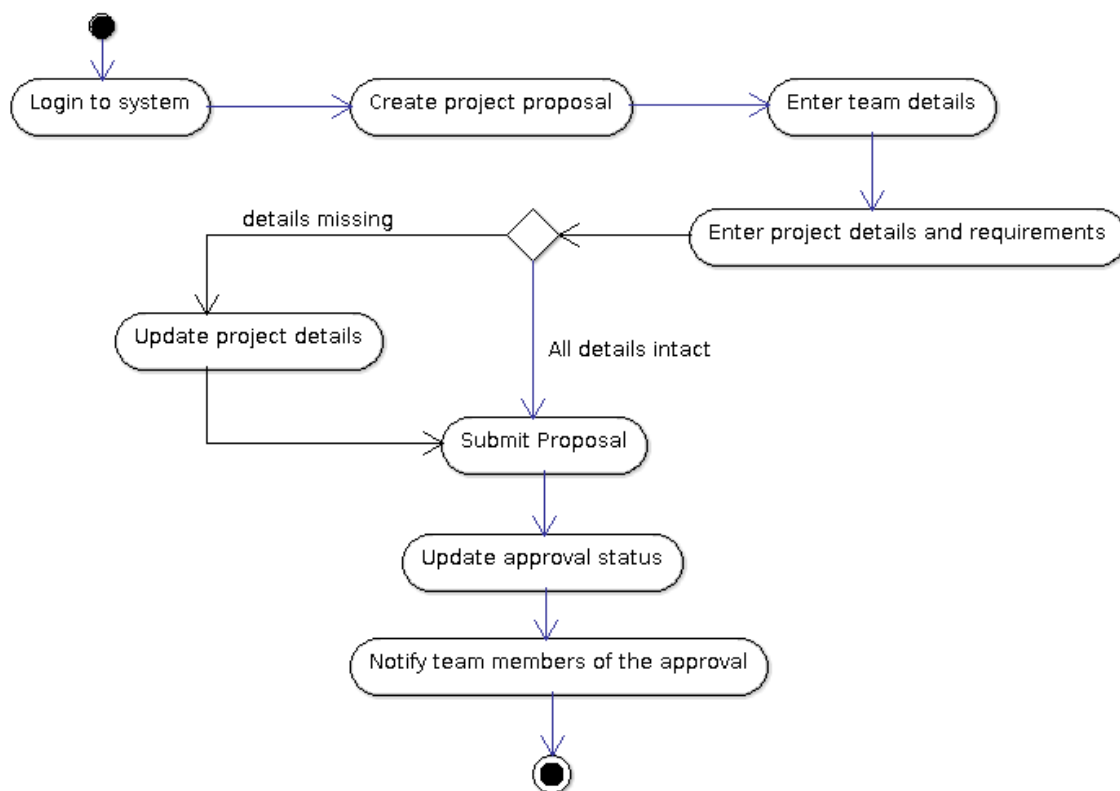 Login to system
Create project proposal
Enter team details
details missing
Enter project details and requirements
Update project details
All details intact
Submit Proposal
Update approval status
Notify team members of the approval